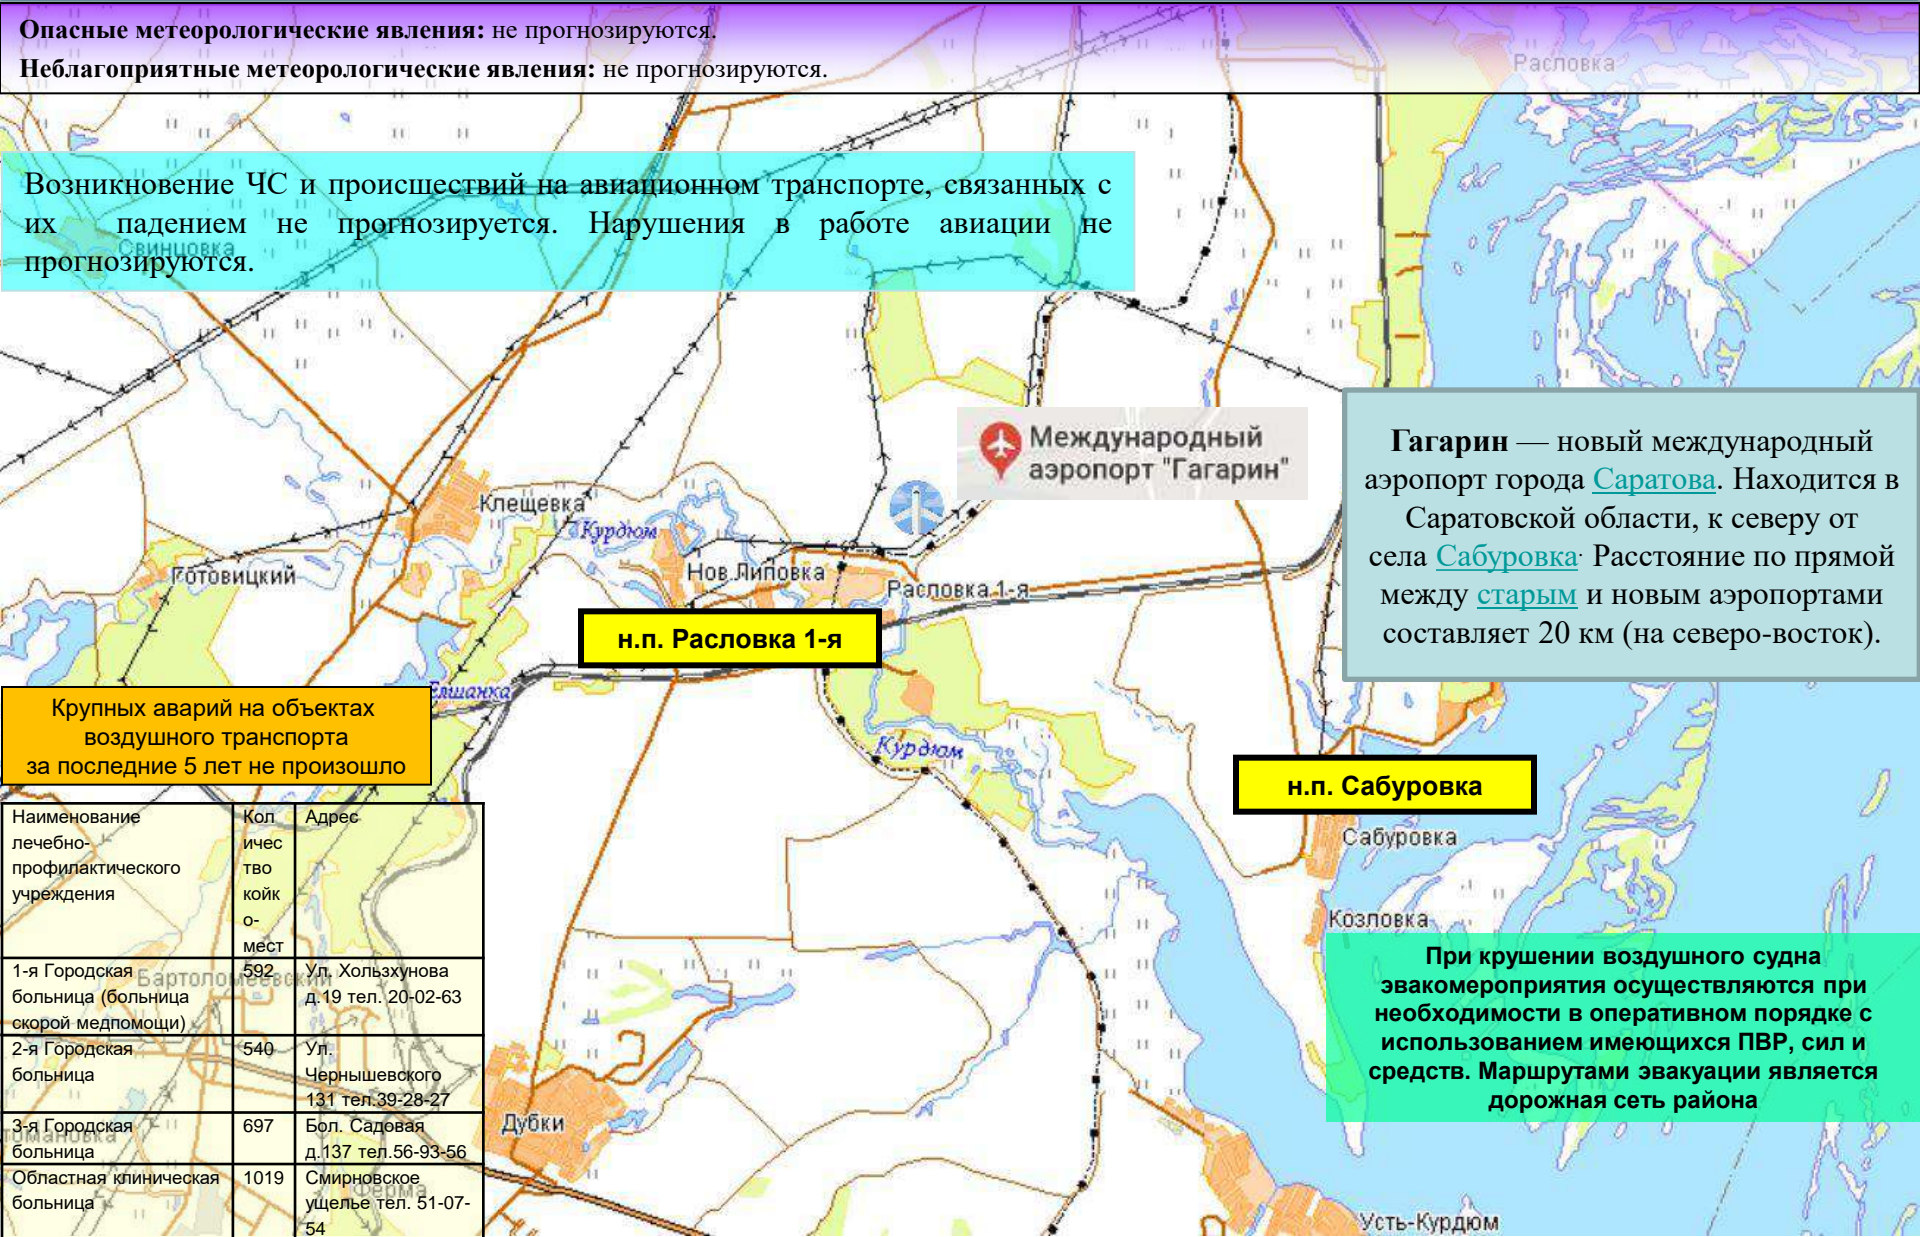 Опасные метеорологические явления: не прогнозируются.
Неблагоприятные метеорологические явления: не прогнозируются.
Расловка
Возникновение ЧС и происшествий на авиационном транспорте, связанных с
их падением не прогнозируется. Нарушения в работе авиации не
прогнозируются.
Свинцовка
Международный
аэропорт "Гагарин"
Гагарин — новый международный
аэропорт города Саратова. Находится в
Саратовской области, к северу от
села Сабуровка. Расстояние по прямой
между старым и новым аэропортами
составляет 20 км (на северо-восток).
Клещевка
Курдюм
Готовицкий
Нов.Липовка
Расловка 1-я
н.п. Расловка 1-я
Елшанка
Крупных аварий на объектах
воздушного транспорта
за последние 5 лет не произошло
Курдюм
н.п. Сабуровка
Сабуровка
Козловка
Наименование
лечебно-
профилактического
учреждения
Кол
ичес
тво
койк
о-
мест
Адрес
1-я Городская
больница (больница
скорой медпомощи)
592
Ул. Хользхунова
д.19 тел. 20-02-63
Бартоломеевский
2-я Городская
больница
540
Ул.
Чернышевского
131 тел.39-28-27
3-я Городская
больница
697
Бол. Садовая
д.137 тел.56-93-56
Областная клиническая
больница
1019
Смирновское
ущелье тел. 51-07-
54
Ферма
Дубки
При крушении воздушного судна
эвакомероприятия осуществляются при
необходимости в оперативном порядке с
использованием имеющихся ПВР, сил и
средств. Маршрутами эвакуации является
дорожная сеть района
Усть-Курдюм